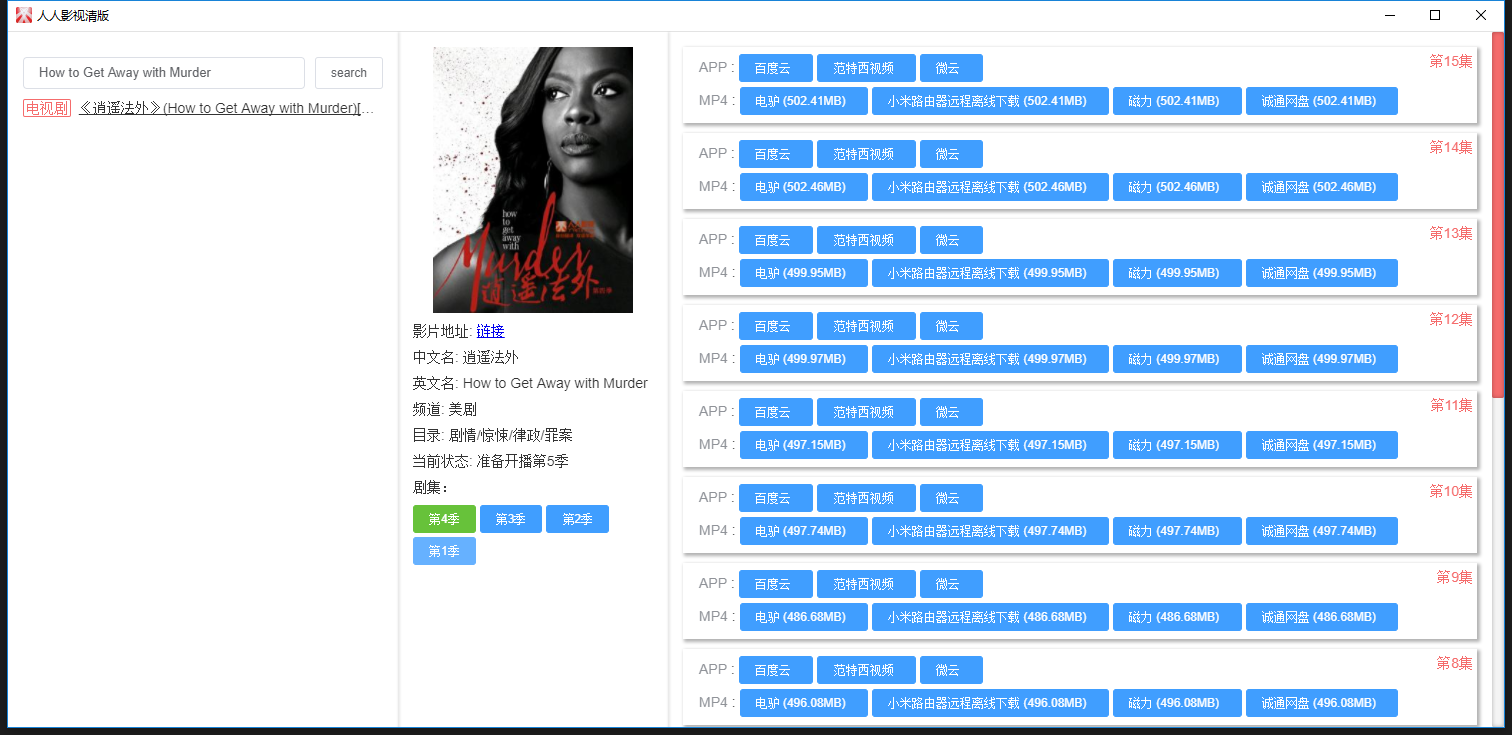 人人影视清版
How to Get Away with Murder
search
电视剧 《逍遥法外》(How to Get Away with Murder)[...
how
to
get
away
with
Murder
逍遥法外
影片地址: 链接
中文名: 逍遥法外
英文名: How to Get Away with Murder
频道: 美剧
目录: 剧情/惊悚/律政/罪案
当前状态: 准备开播第5季
剧集:
第4季 第3季 第2季
第1季
第15集
APP : 百度云 范特西视频 微云
MP4 : 电驴 (502.41MB) 小米路由器远程离线下载 (502.41MB) 磁力 (502.41MB) 诚通网盘 (502.41MB)
第14集
APP : 百度云 范特西视频 微云
MP4 : 电驴 (502.46MB) 小米路由器远程离线下载 (502.46MB) 磁力 (502.46MB) 诚通网盘 (502.46MB)
第13集
APP : 百度云 范特西视频 微云
MP4 : 电驴 (499.95MB) 小米路由器远程离线下载 (499.95MB) 磁力 (499.95MB) 诚通网盘 (499.95MB)
第12集
APP : 百度云 范特西视频 微云
MP4 : 电驴 (499.97MB) 小米路由器远程离线下载 (499.97MB) 磁力 (499.97MB) 诚通网盘 (499.97MB)
第11集
APP : 百度云 范特西视频 微云
MP4 : 电驴 (497.15MB) 小米路由器远程离线下载 (497.15MB) 磁力 (497.15MB) 诚通网盘 (497.15MB)
第10集
APP : 百度云 范特西视频 微云
MP4 : 电驴 (497.74MB) 小米路由器远程离线下载 (497.74MB) 磁力 (497.74MB) 诚通网盘 (497.74MB)
第9集
APP : 百度云 范特西视频 微云
MP4 : 电驴 (486.68MB) 小米路由器远程离线下载 (486.68MB) 磁力 (486.68MB) 诚通网盘 (486.68MB)
第8集
APP : 百度云 范特西视频 微云
MP4 : 电驴 (496.08MB) 小米路由器远程离线下载 (496.08MB) 磁力 (496.08MB) 诚通网盘 (496.08MB)